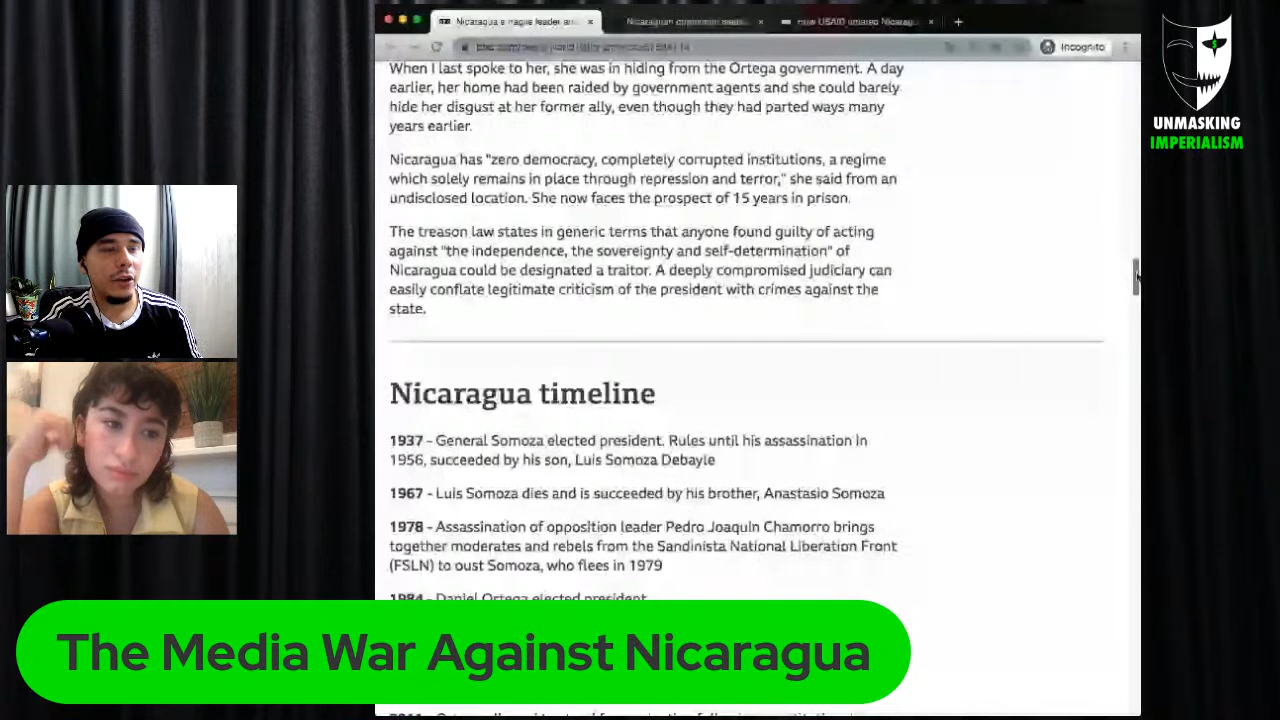 Nicaragua
Nicaraguan
how USAID
Incognito
When I last spoke to her, she was in hiding from the Ortega government. A day
earlier, her home had been raided by government agents and she could barely
hide her disgust at her former ally, even though they had parted ways many
years earlier.
Nicaragua has "zero democracy, completely corrupted institutions, a regime
which solely remains in place through repression and terror," she said from an
undisclosed location. She now faces the prospect of 15 years in prison.
The treason law states in generic terms that anyone found guilty of acting
against "the independence, the sovereignty and self-determination" of
Nicaragua could be designated a traitor. A deeply compromised judiciary can
easily conflate legitimate criticism of the president with crimes against the
state.
Nicaragua timeline
1937 - General Somoza elected president. Rules until his assassination in
1956, succeeded by his son, Luis Somoza Debayle
1967 - Luis Somoza dies and is succeeded by his brother, Anastasio Somoza
1978 - Assassination of opposition leader Pedro Joaquin Chamorro brings
together moderates and rebels from the Sandinista National Liberation Front
(FSLN) to oust Somoza, who flees in 1979
1984 - Daniel Ortega elected president
UNMASKING
IMPERIALISM
The Media War Against Nicaragua